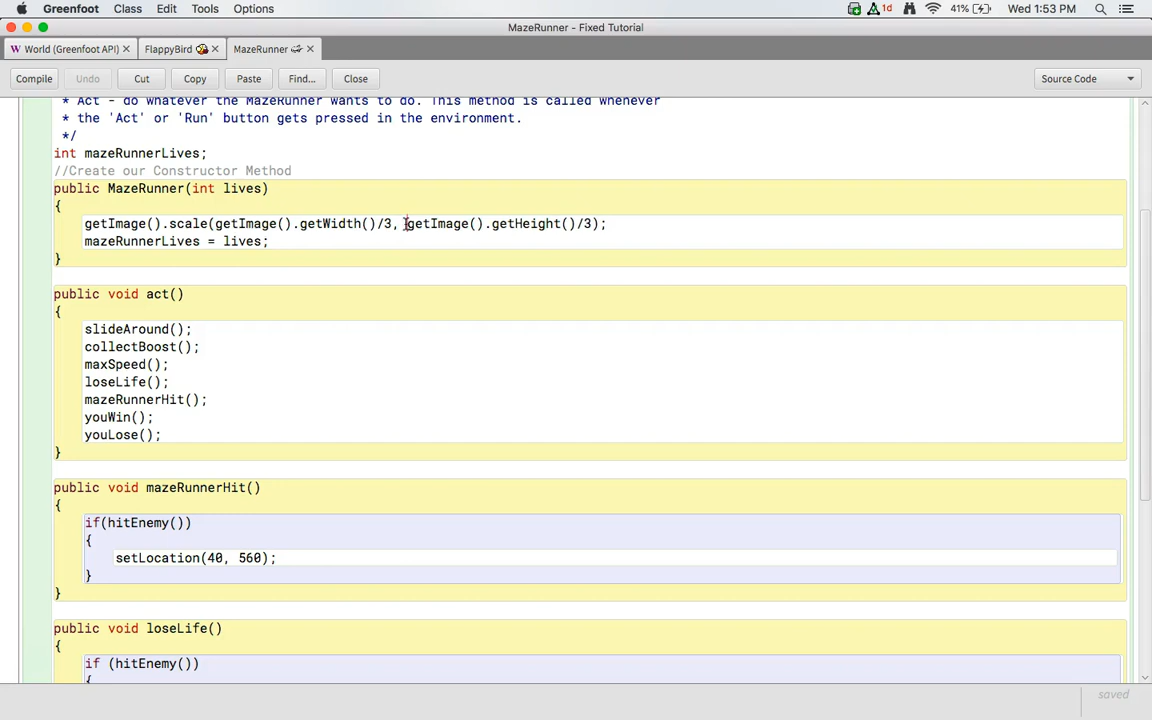 Greenfoot Class Edit Tools Options 1d 41% Wed 1:53 PM
MazeRunner - Fixed Tutorial
World (Greenfoot API) FlappyBird MazeRunner
Compile Undo Cut Copy Paste Find... Close Source Code
* Act - do whatever the MazeRunner wants to do. This method is called whenever
* the 'Act' or 'Run' button gets pressed in the environment.
*/
int mazeRunnerLives;
//Create our Constructor Method
public MazeRunner(int lives)
{
getImage().scale(getImage().getWidth()/3, getImage().getHeight()/3);
mazeRunnerLives = lives;
}
public void act()
{
slideAround();
collectBoost();
maxSpeed();
loseLife();
mazeRunnerHit();
youWin();
youLose();
}
public void mazeRunnerHit()
{
if(hitEnemy())
{
setLocation(40, 560);
}
}
public void loseLife()
{
if (hitEnemy())
{
saved